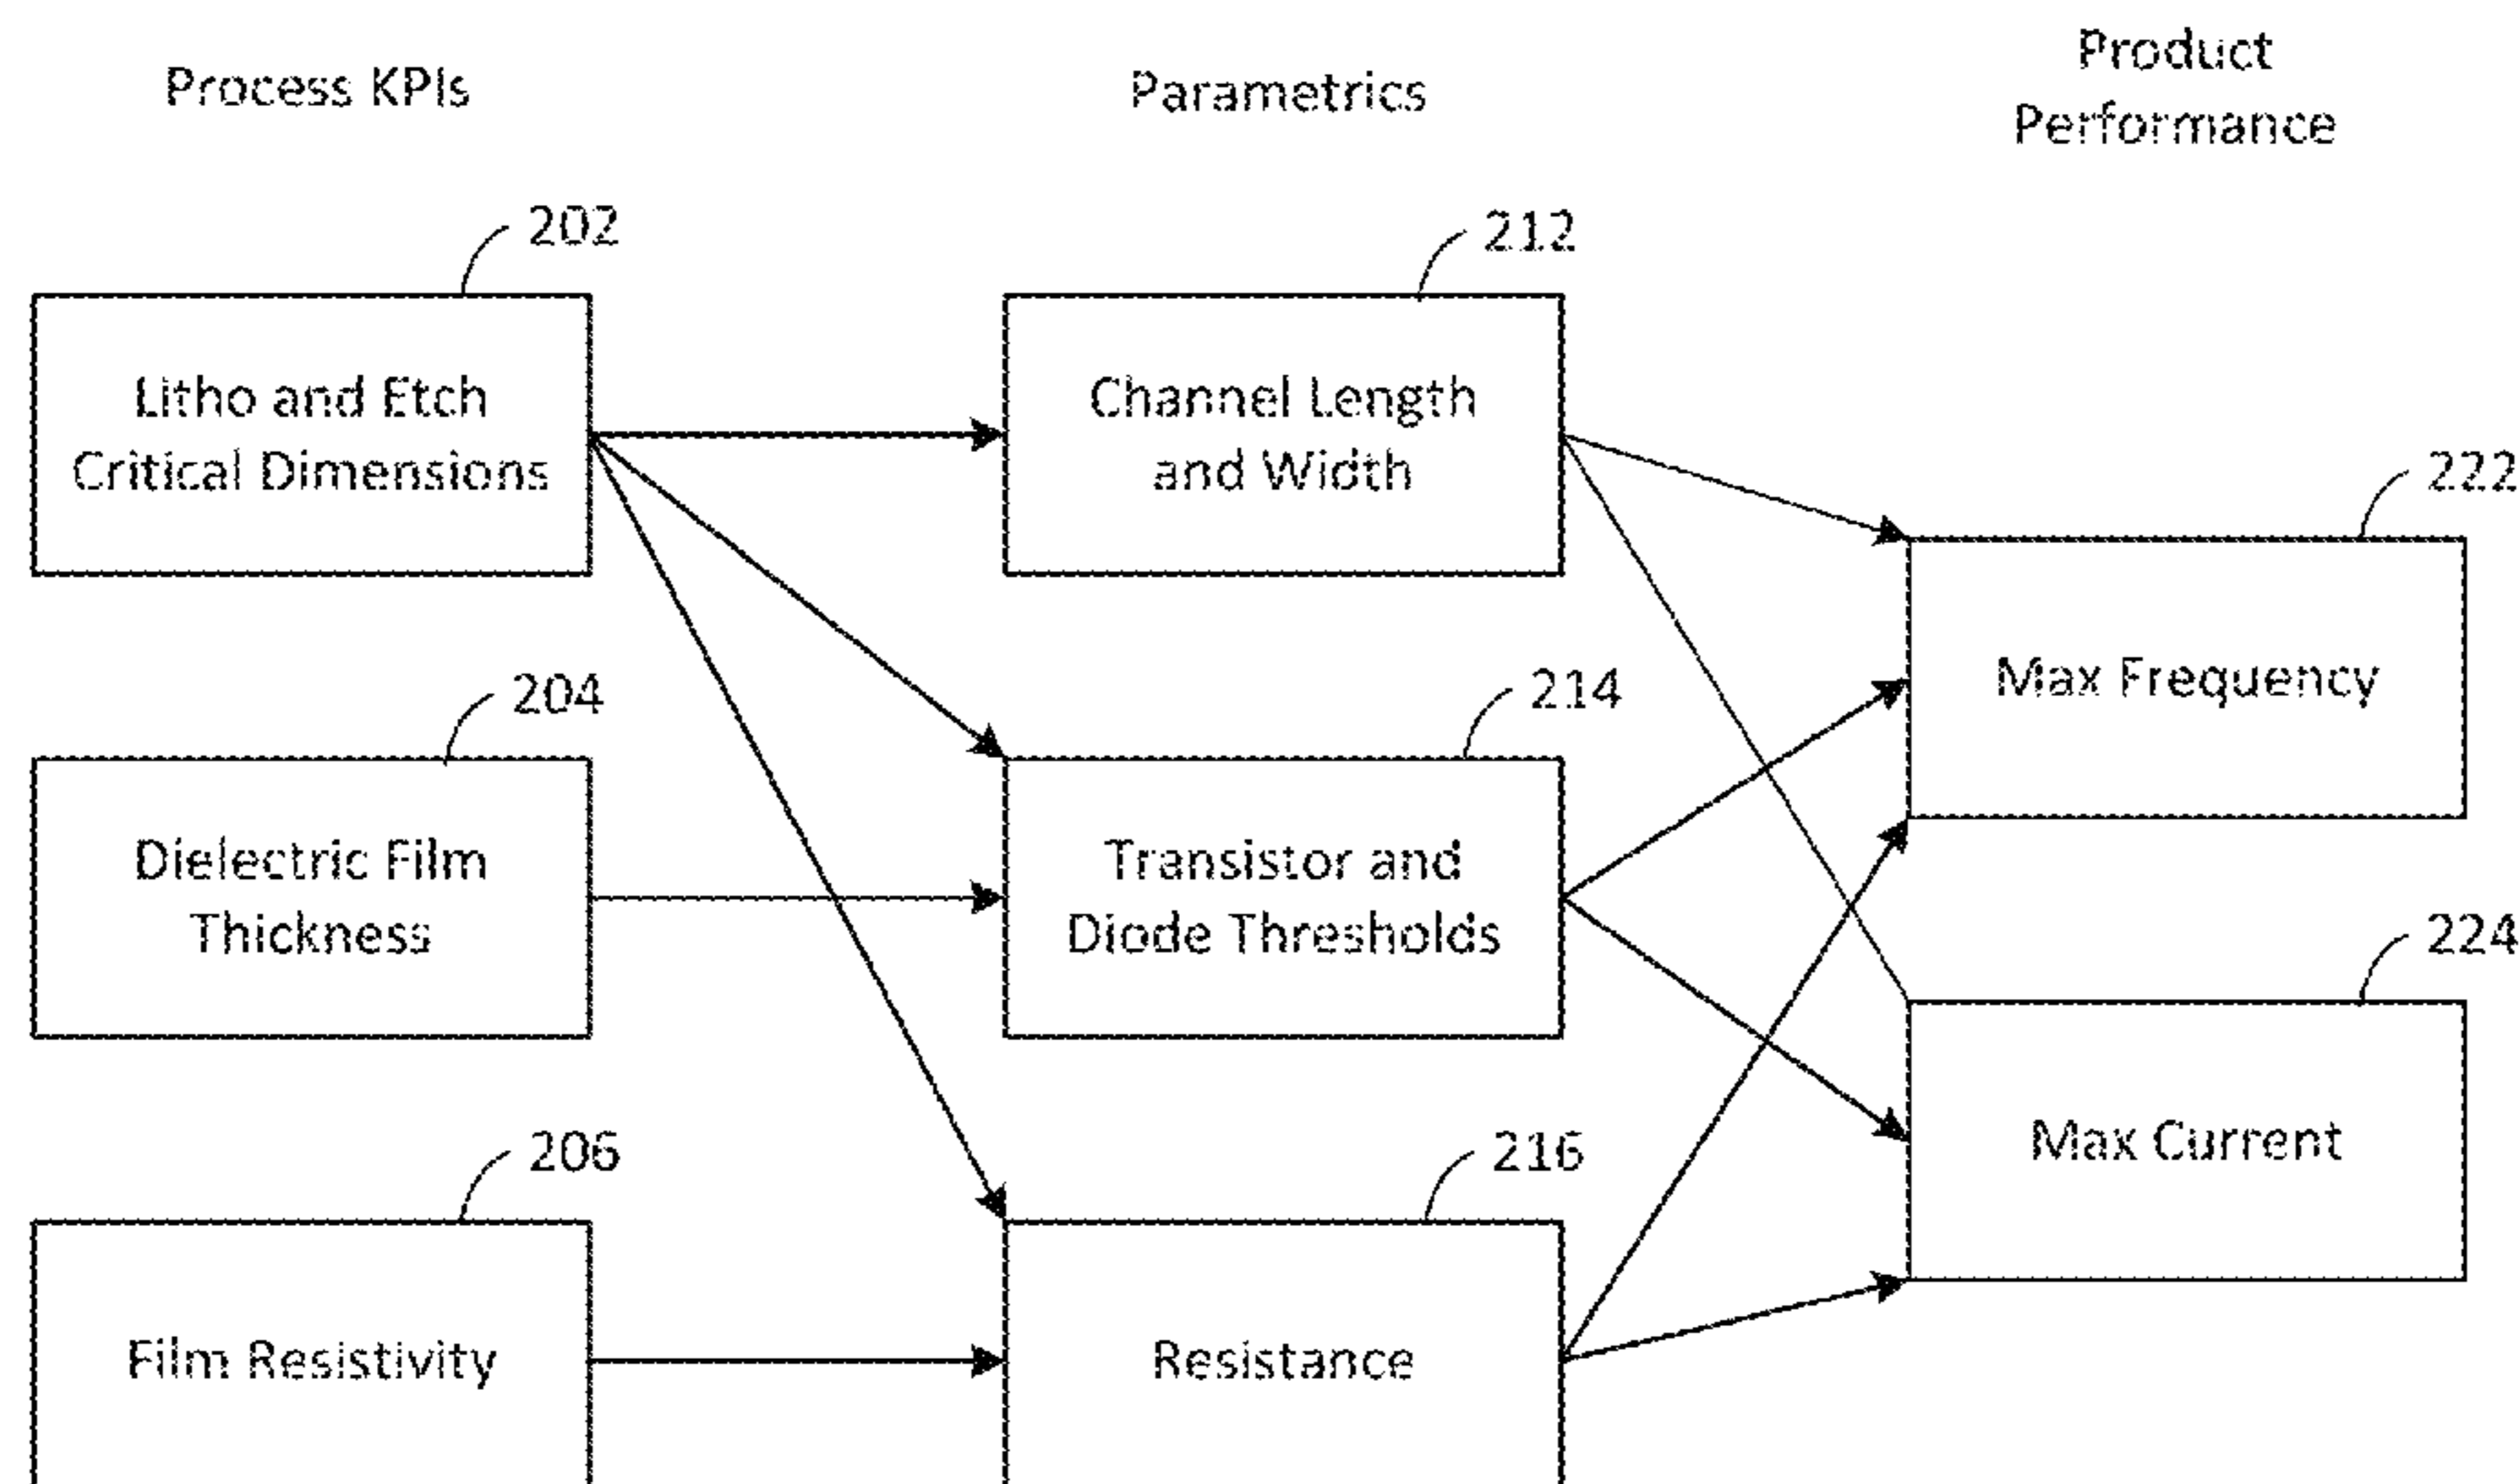 Process KPIs
Parametrics
Product
Performance
202
212
Litho and Etch
Critical Dimensions
Channel Length
and Width
222
Max Frequency
204
214
Dielectric Film
Thickness
Transistor and
Diode Thresholds
224
Max Current
206
216
Film Resistivity
Resistance